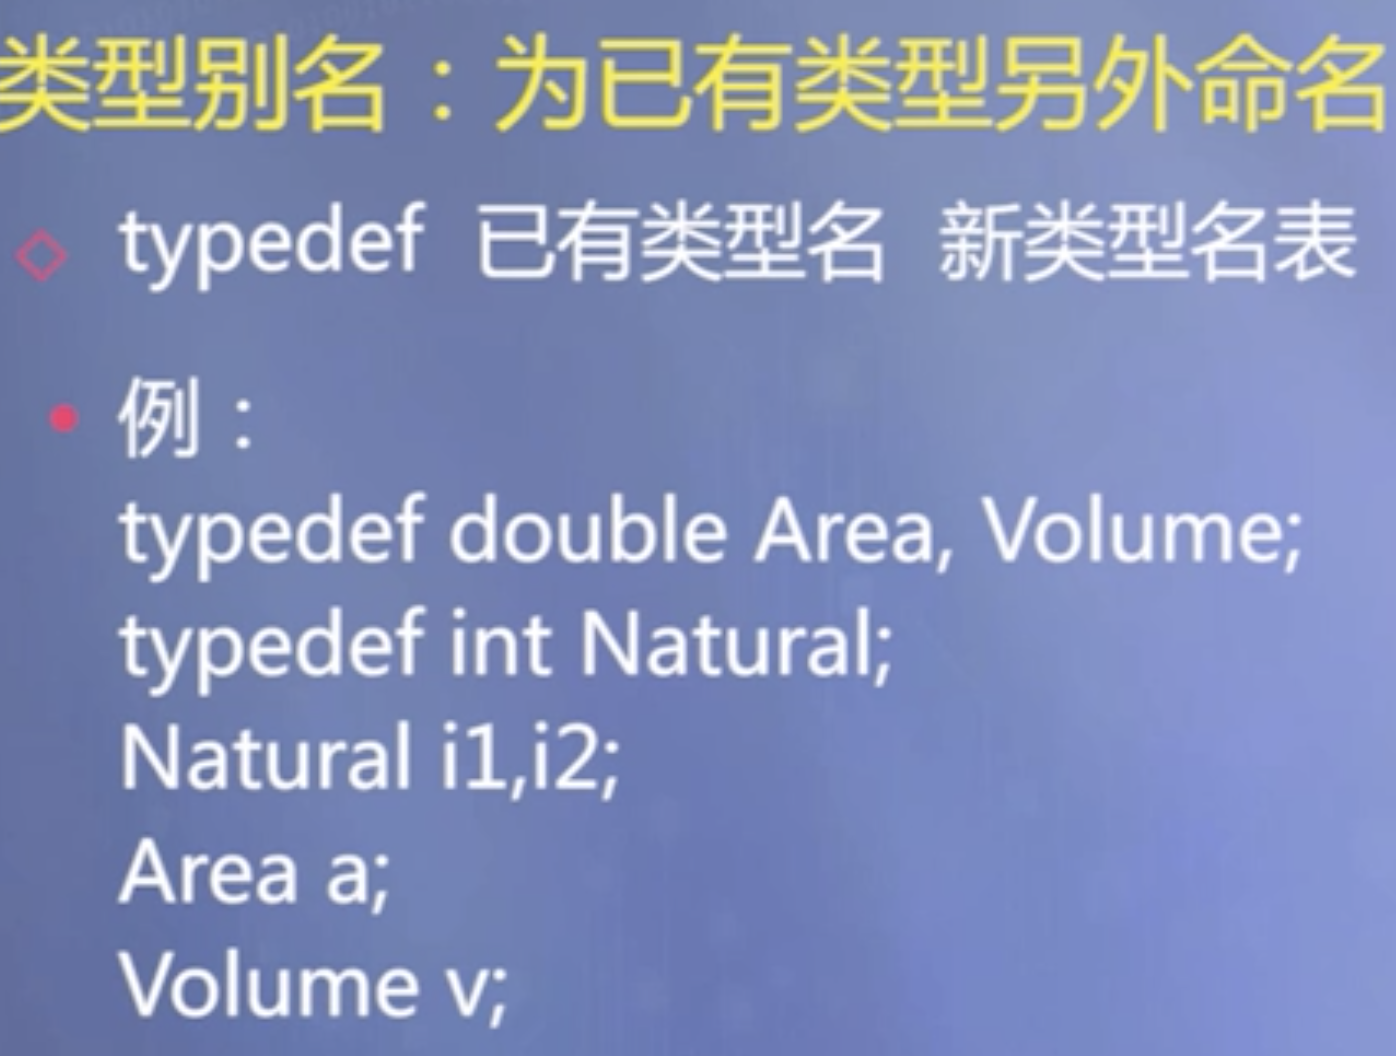 类型别名：为已有类型另外命名
typedef 已有类型名 新类型名表
例：
typedef double Area, Volume;
typedef int Natural;
Natural i1,i2;
Area a;
Volume v;